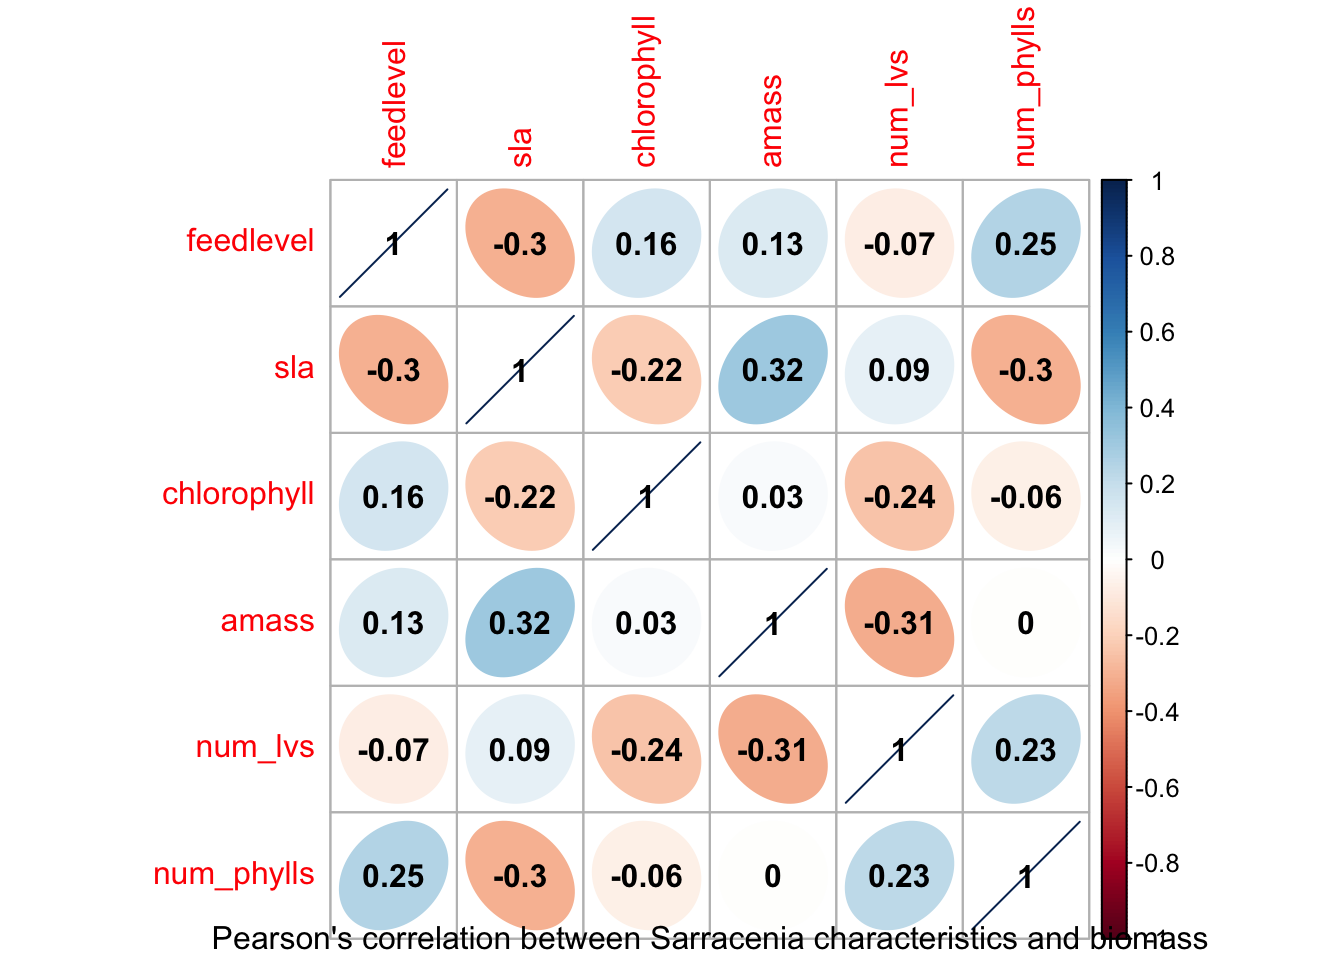 feedlevel sla chlorophyll amass num_lvs num_phylls
feedlevel 1 -0.3 0.16 0.13 -0.07 0.25
sla -0.3 1 -0.22 0.32 0.09 -0.3
chlorophyll 0.16 -0.22 1 0.03 -0.24 -0.06
amass 0.13 0.32 0.03 1 -0.31 0
num_lvs -0.07 0.09 -0.24 -0.31 1 0.23
num_phylls 0.25 -0.3 -0.06 0 0.23 1
1
0.8
0.6
0.4
0.2
0
-0.2
-0.4
-0.6
-0.8
-1
Pearson's correlation between Sarracenia characteristics and biomass